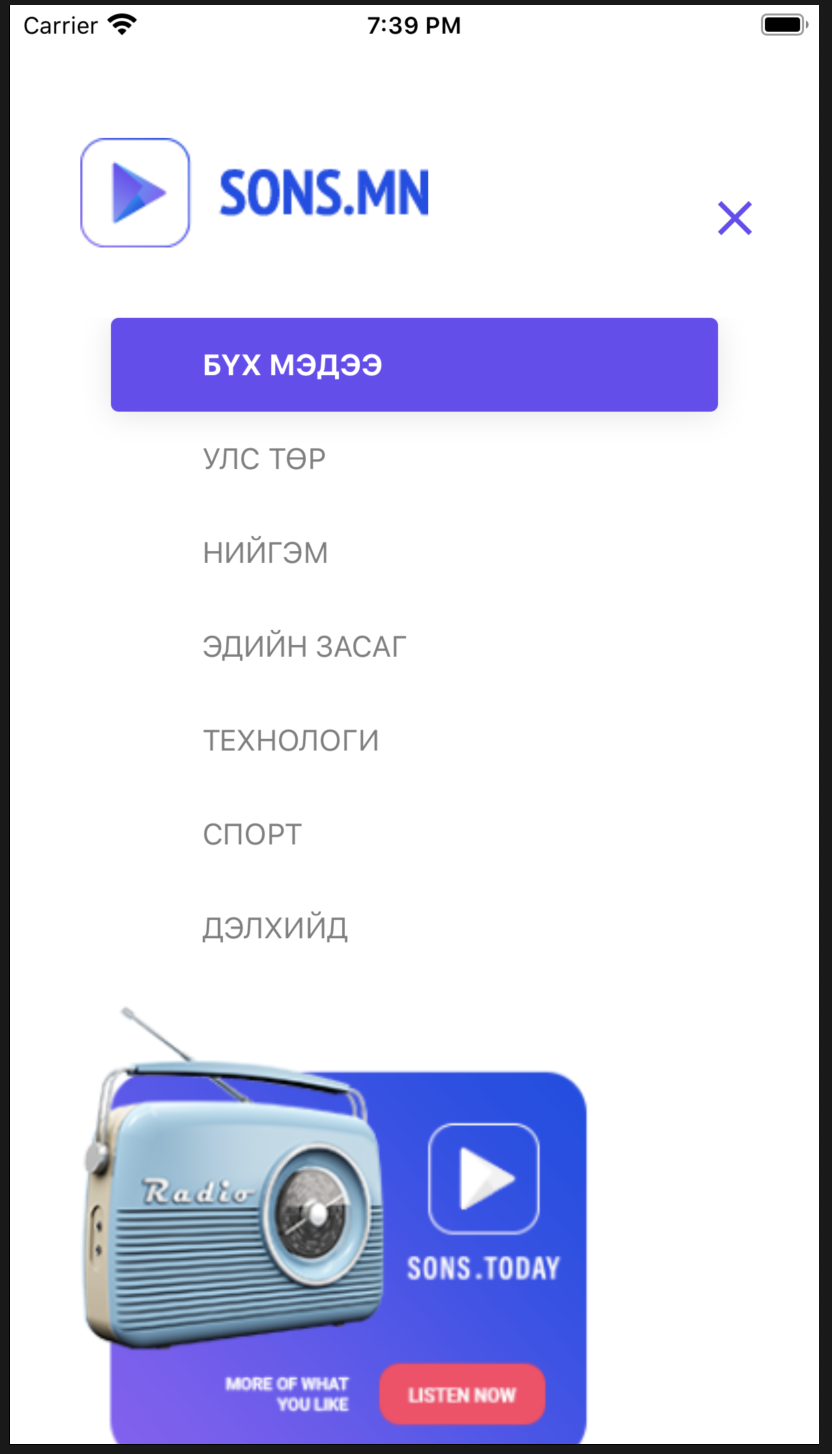 Carrier 7:39 PM
SONS.MN
БҮХ МЭДЭЭ
УЛС ТӨР
НИЙГЭМ
ЭДИЙН ЗАСАГ
ТЕХНОЛОГИ
СПОРТ
ДЭЛХИЙД
Radio
SONS.TODAY
MORE OF WHAT
YOU LIKE
LISTEN NOW